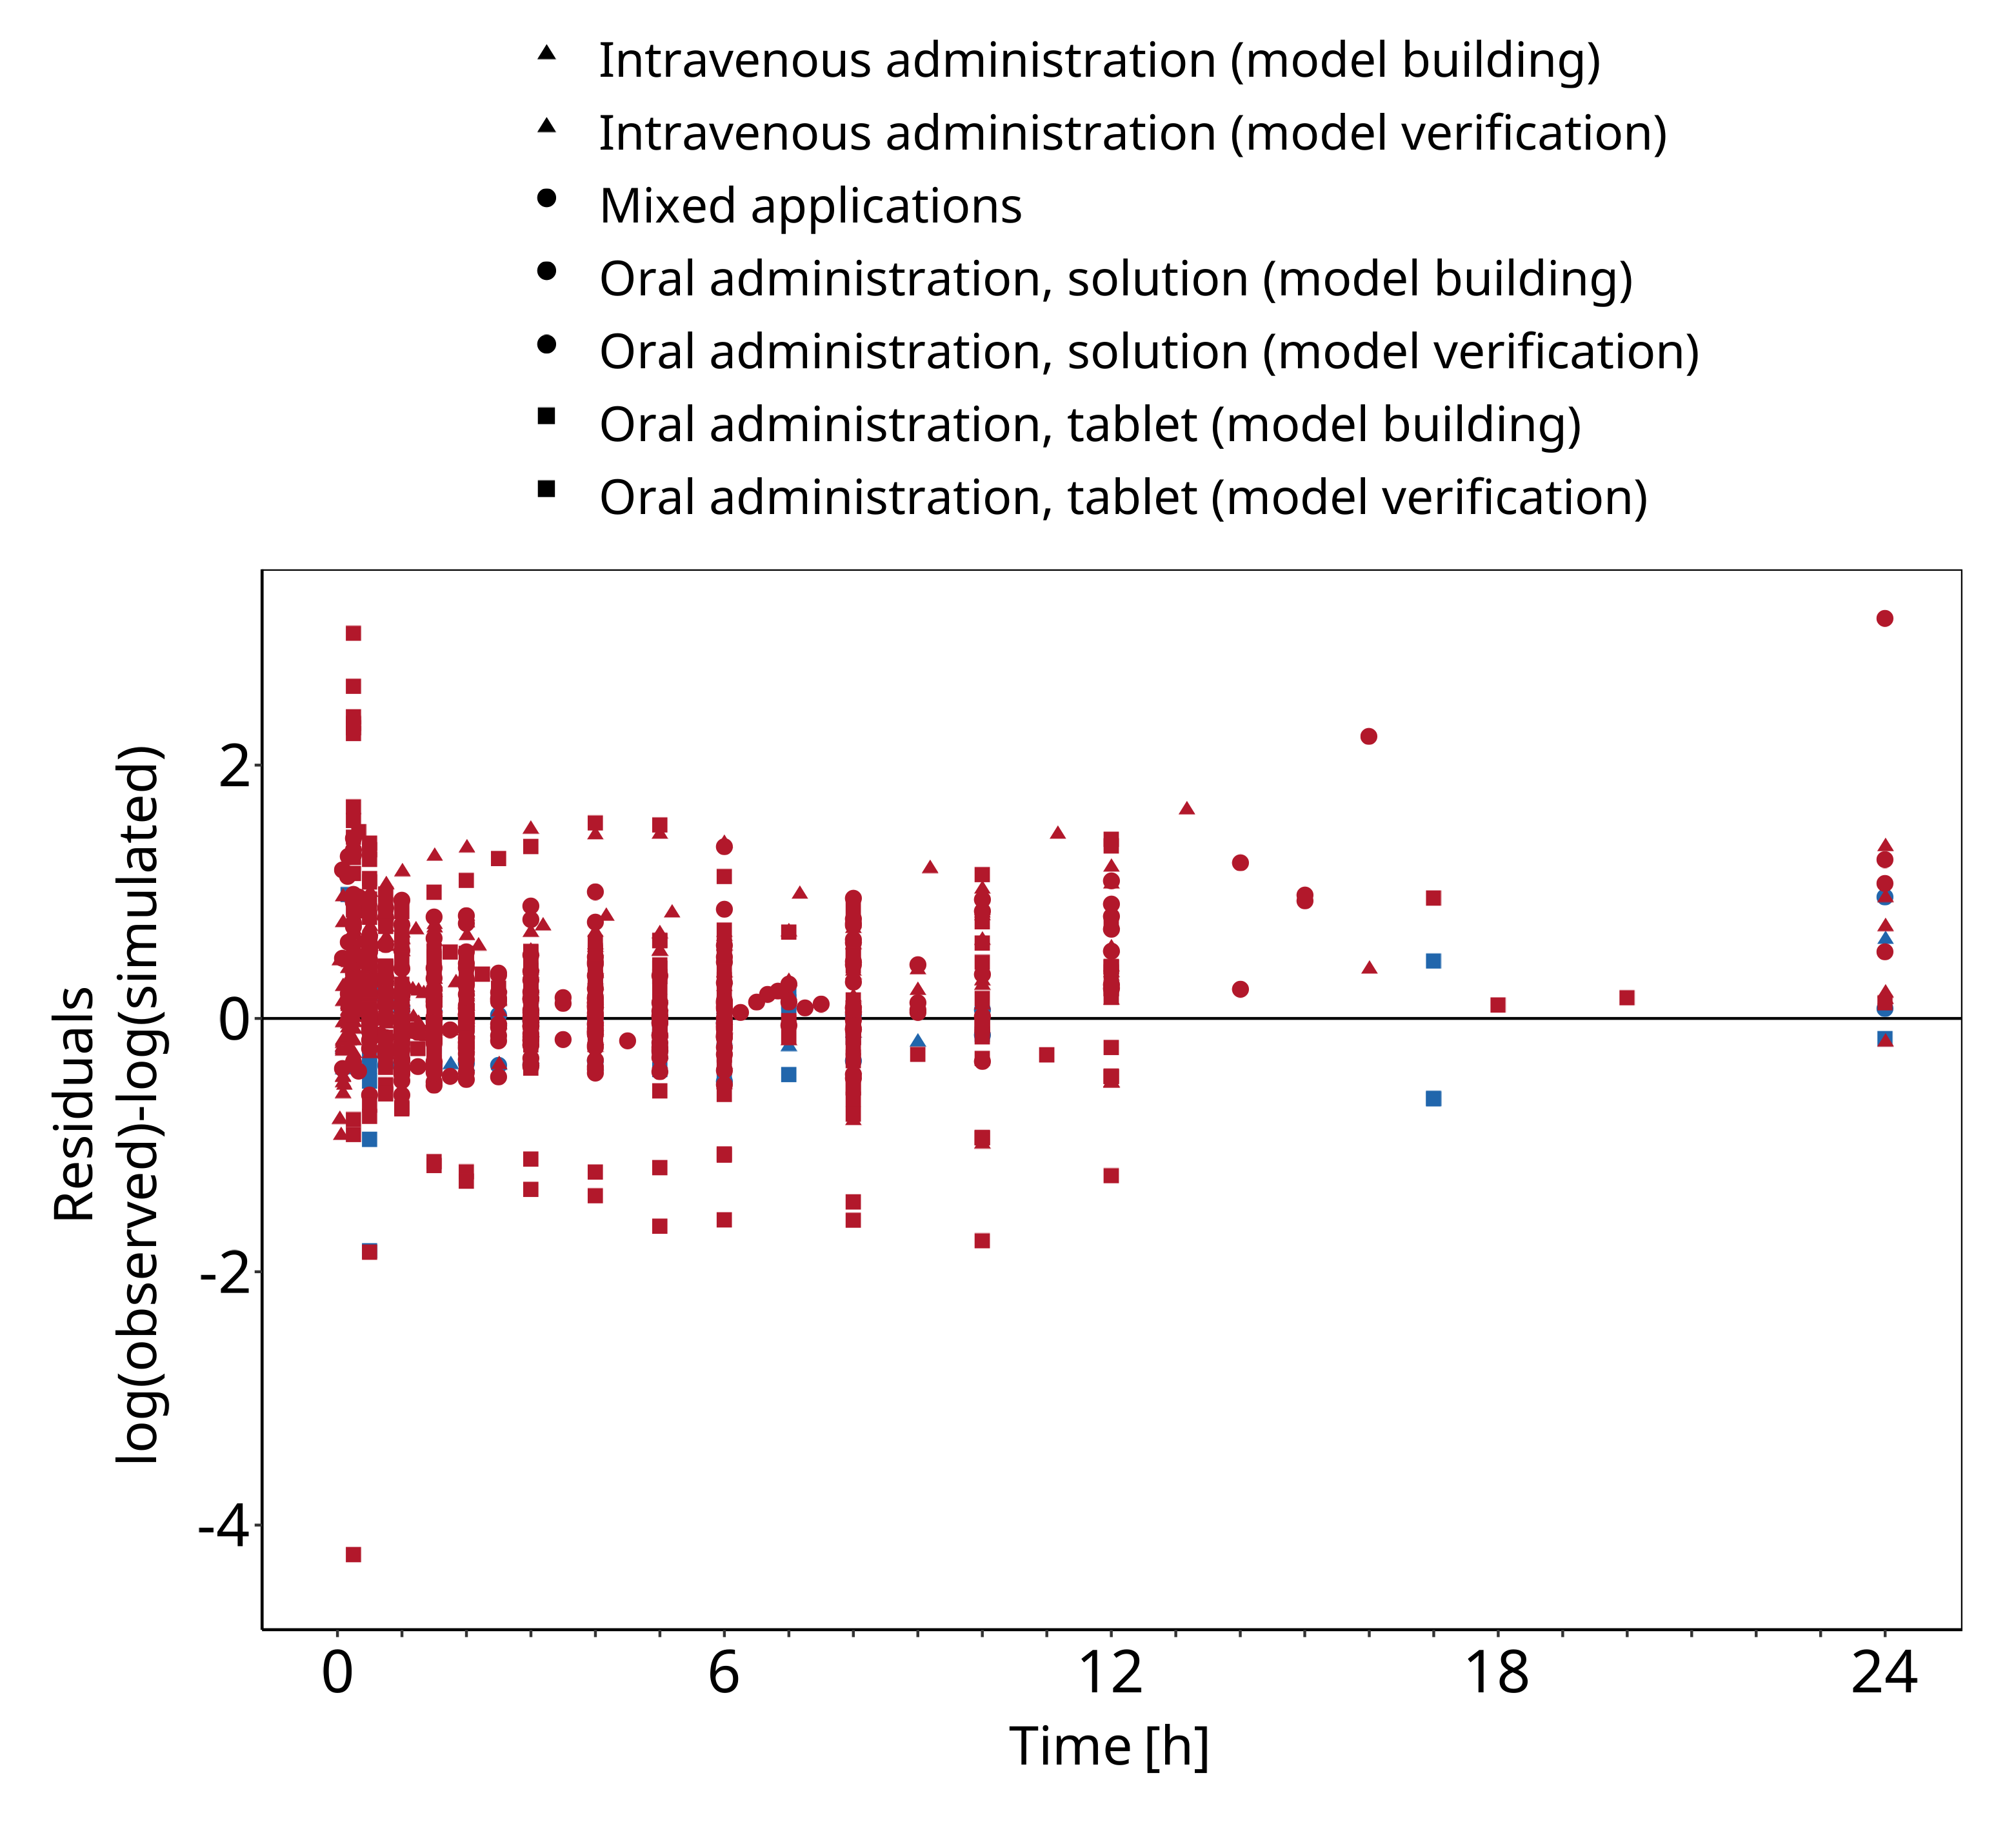 Intravenous administration (model building)
Intravenous administration (model verification)
Mixed applications
Oral administration, solution (model building)
Oral administration, solution (model verification)
Oral administration, tablet (model building)
Oral administration, tablet (model verification)
Residuals
log(observed)-log(simulated)
2
0
-2
-4
0 6 12 18 24
Time [h]